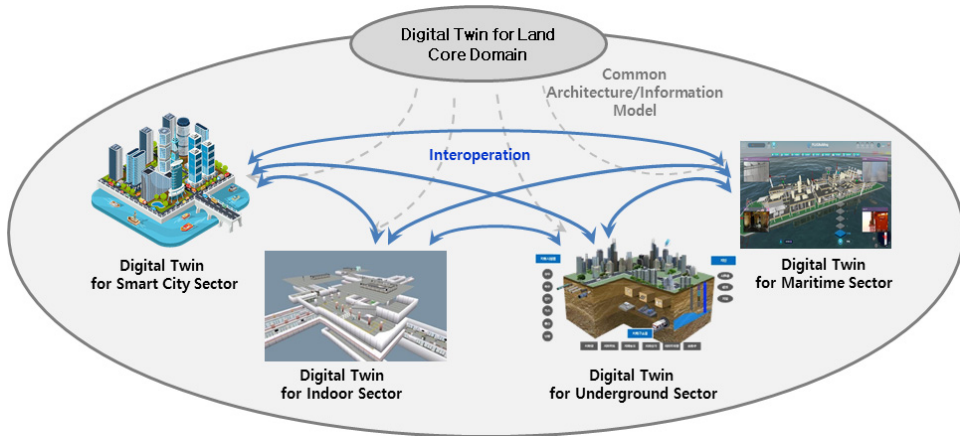 Digital Twin for Land
Core Domain
Common
Architecture/Information
Model
Interoperation
Digital Twin
for Smart City Sector
Digital Twin
for Maritime Sector
Digital Twin
for Indoor Sector
Digital Twin
for Underground Sector